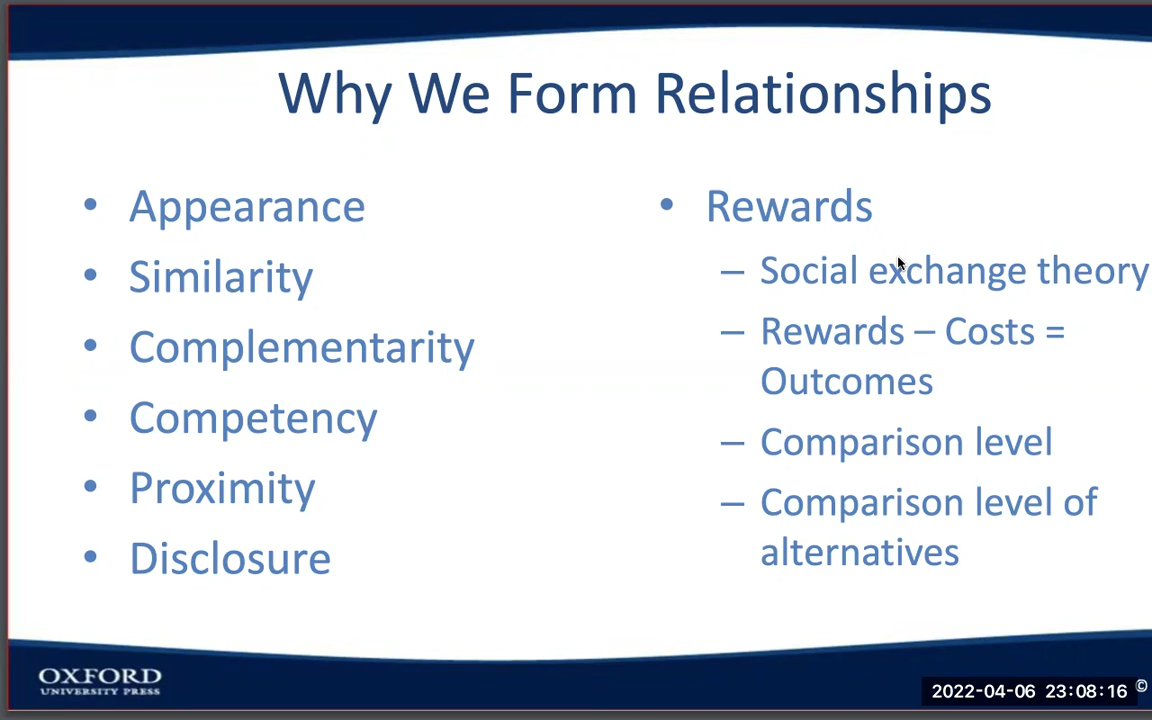 Why We Form Relationships
• Appearance
• Similarity
• Complementarity
• Competency
• Proximity
• Disclosure
• Rewards
– Social exchange theory
– Rewards – Costs =
Outcomes
– Comparison level
– Comparison level of
alternatives
OXFORD
UNIVERSITY PRESS
2022-04-06 23:08:16 ©